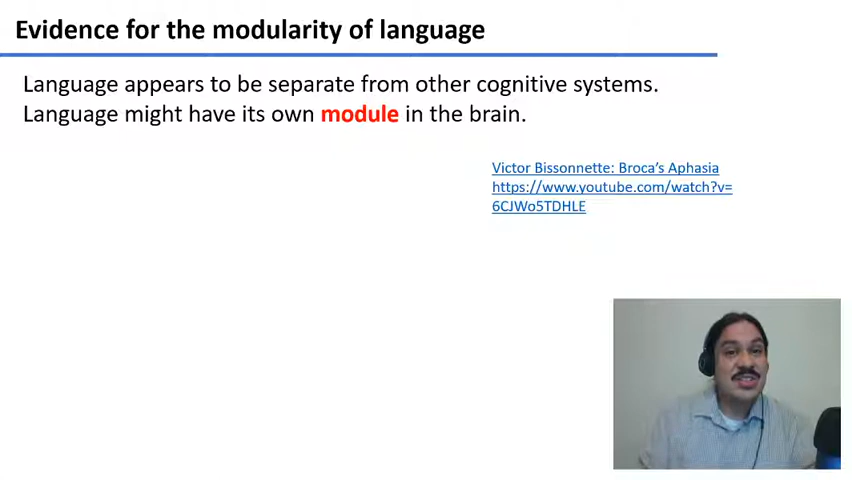 Evidence for the modularity of language
Language appears to be separate from other cognitive systems.
Language might have its own module in the brain.
Victor Bissonnette: Broca’s Aphasia
https://www.youtube.com/watch?v=
6CJWo5TDHLE